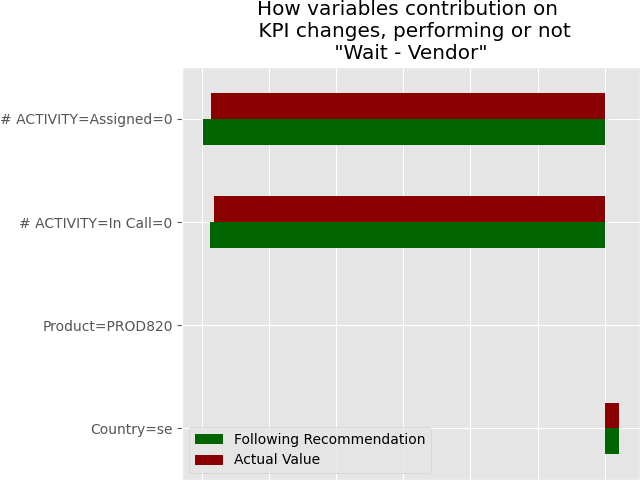 How variables contribution on
KPI changes, performing or not
"Wait - Vendor"
# ACTIVITY=Assigned=0
# ACTIVITY=In Call=0
Product=PROD820
Country=se
Following Recommendation
Actual Value